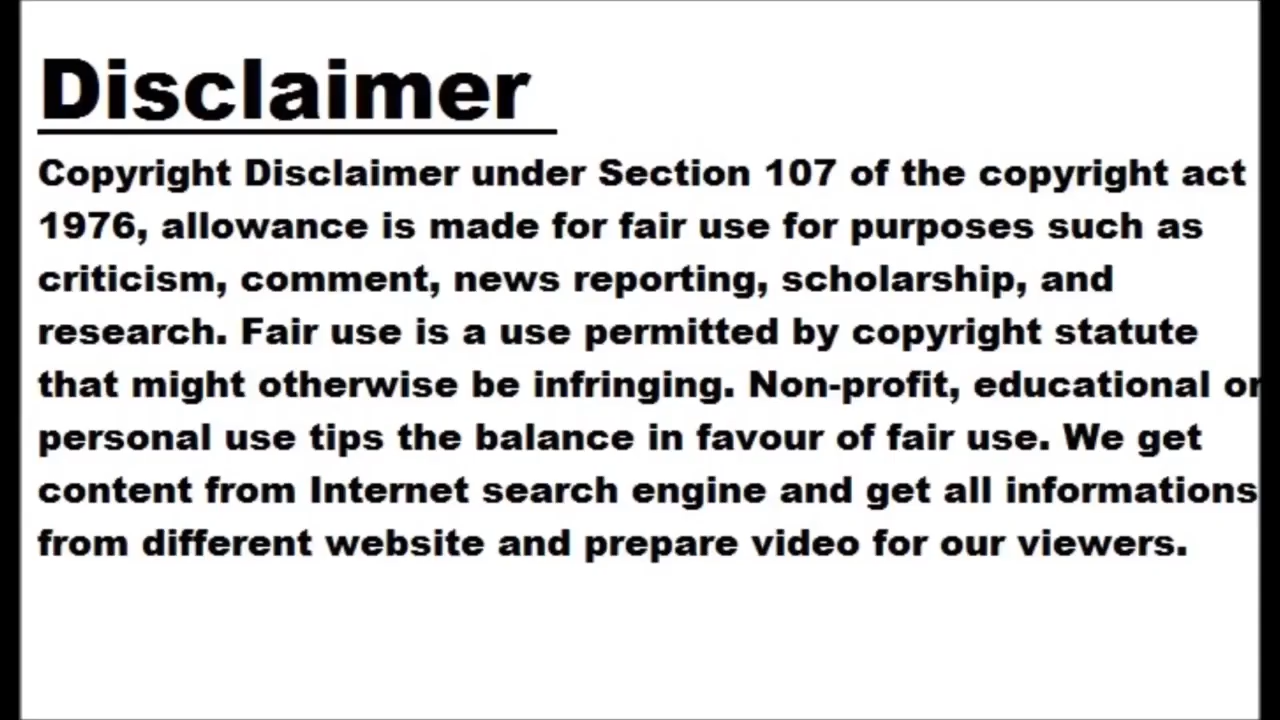 Disclaimer
Copyright Disclaimer under Section 107 of the copyright act
1976, allowance is made for fair use for purposes such as
criticism, comment, news reporting, scholarship, and
research. Fair use is a use permitted by copyright statute
that might otherwise be infringing. Non-profit, educational or
personal use tips the balance in favour of fair use. We get
content from Internet search engine and get all informations
from different website and prepare video for our viewers.